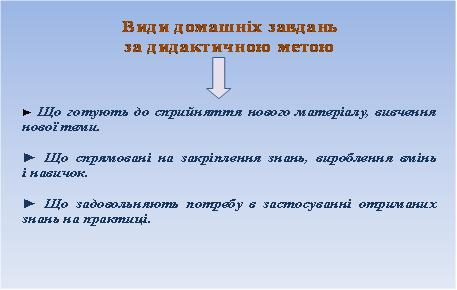 Види домашніх завдань
за дидактичною метою
► Що готують до сприйняття нового матеріалу, вивчення
нової теми.
► Що спрямовані на закріплення знань, вироблення вмінь
і навичок.
► Що задовольняють потребу в застосуванні отриманих
знань на практиці.